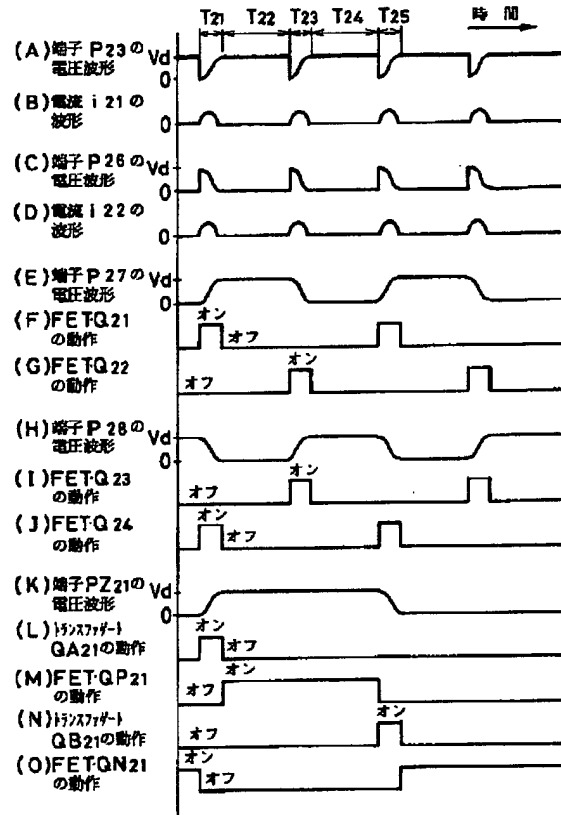 T21 T22 T23 T24 T25 時間
(A)端子P23の Vd
電圧波形 0
(B)電流i21の
波形 0
(C)端子P26の Vd
電圧波形 0
(D)電流i22の
波形 0
(E)端子P27の Vd
電圧波形 0
(F)FET·Q21 オン
の動作 オフ
(G)FET·Q22 オン
の動作 オフ
(H)端子P28の Vd
電圧波形 0
(I)FET·Q23 オン
の動作 オフ
(J)FET·Q24 オン
の動作 オフ
(K)端子PZ21の Vd
電圧波形 0
(L)トランスファゲート オン
QA21の動作 オフ
(M)FET·QP21 オン
の動作 オフ
(N)トランスファゲート オン
QB21の動作 オフ
(O)FET·QN21 オン
の動作 オフ